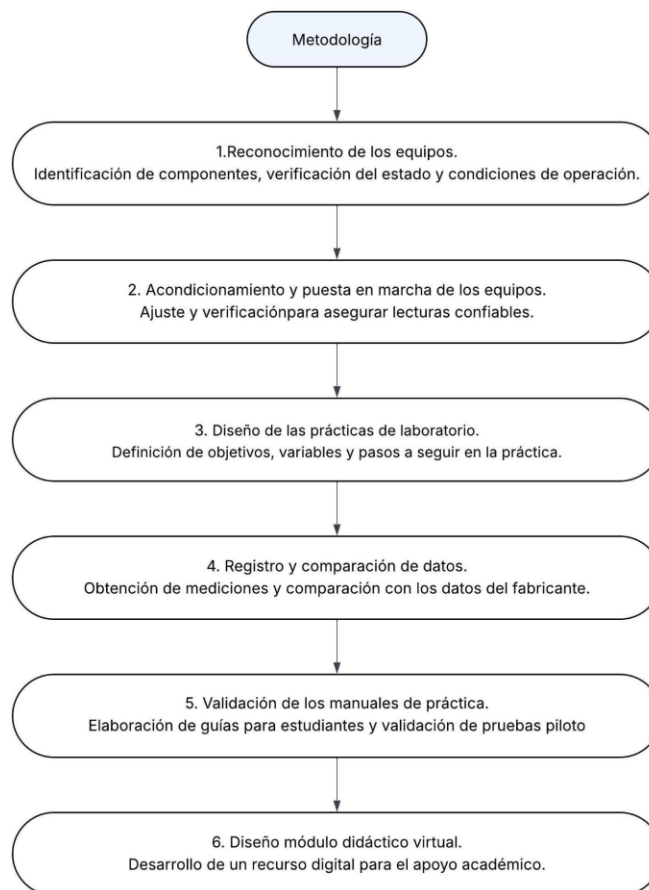 Metodología
1.Reconocimiento de los equipos.
Identificación de componentes, verificación del estado y condiciones de operación.
2. Acondicionamiento y puesta en marcha de los equipos.
Ajuste y verificaciónpara asegurar lecturas confiables.
3. Diseño de las prácticas de laboratorio.
Definición de objetivos, variables y pasos a seguir en la práctica.
4. Registro y comparación de datos.
Obtención de mediciones y comparación con los datos del fabricante.
5. Validación de los manuales de práctica.
Elaboración de guías para estudiantes y validación de pruebas piloto
6. Diseño módulo didáctico virtual.
Desarrollo de un recurso digital para el apoyo académico.